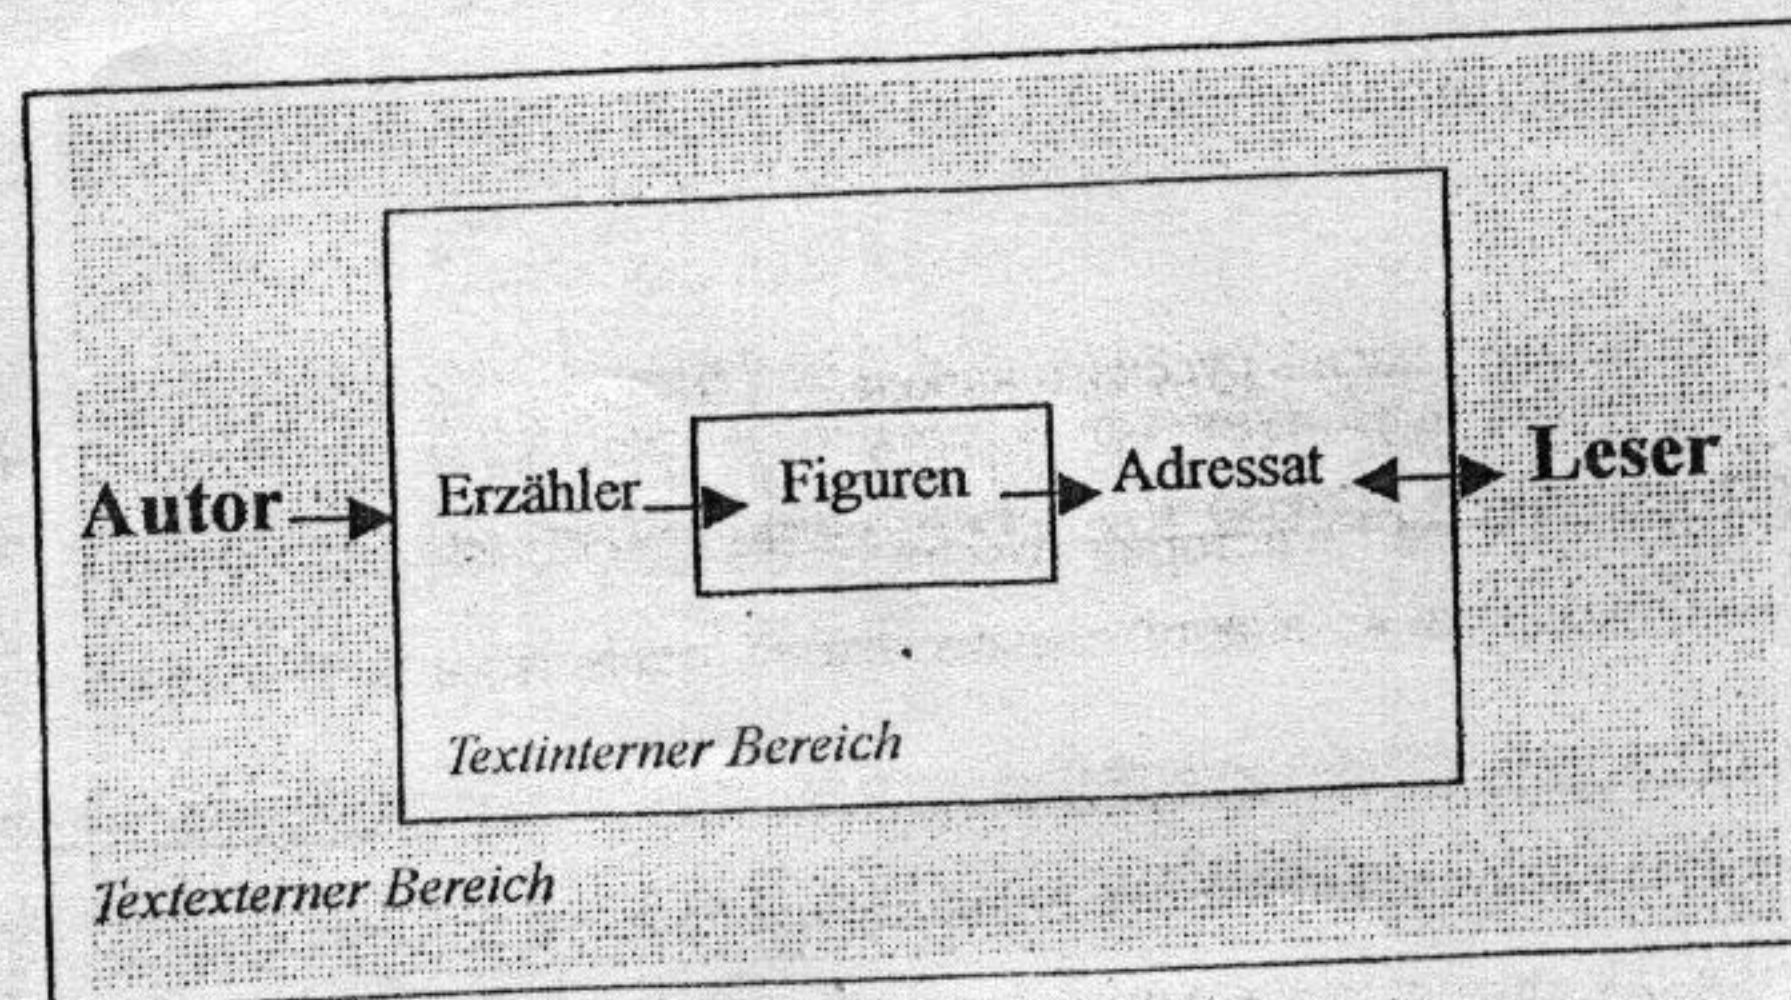 Autor
Erzähler
Figuren
Adressat
Leser
Textinterner Bereich
Textexterner Bereich